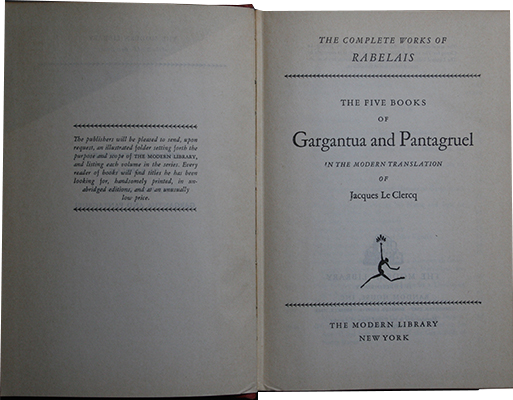 The publishers will be pleased to send, upon
request, an illustrated folder setting forth the
purpose and scope of THE MODERN LIBRARY,
and listing each volume in the series. Every
reader of books will find titles he has been
looking for, handsomely printed, in un-
abridged editions, and at an unusually
low price.
THE COMPLETE WORKS OF
RABELAIS
THE FIVE BOOKS
OF
Gargantua and Pantagruel
IN THE MODERN TRANSLATION
OF
Jacques Le Clercq
THE MODERN LIBRARY
NEW YORK